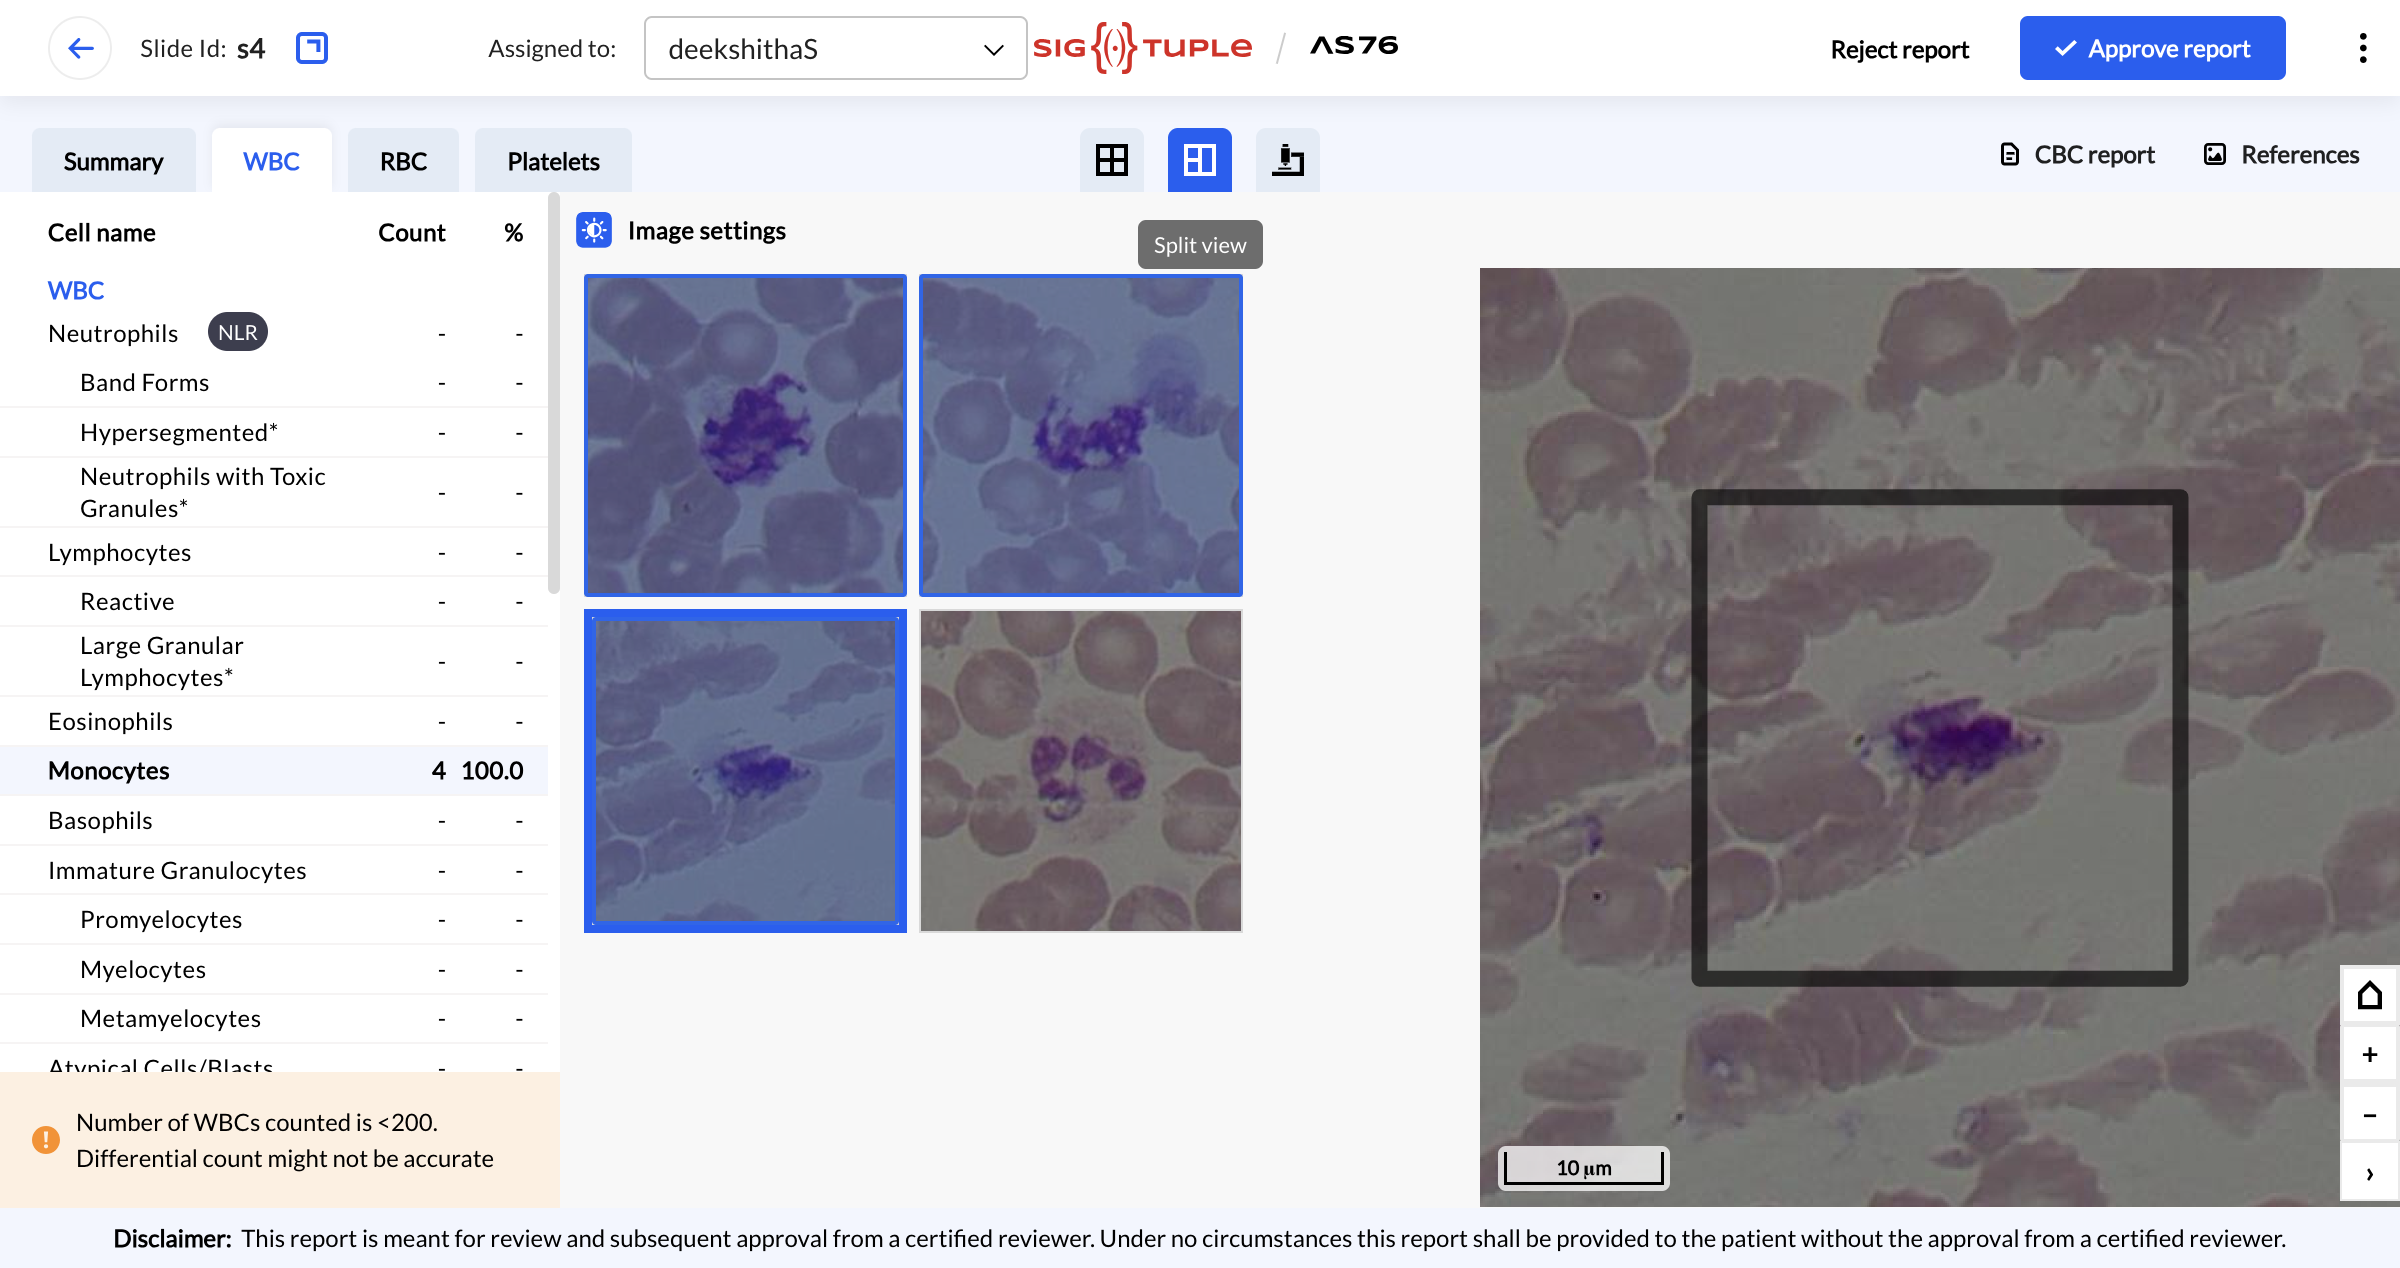 Slide Id: s4
Assigned to:
deekshithaS
SIG{(·)}TUPLE / AS76
Reject report
Approve report
Summary
WBC
RBC
Platelets
CBC report
References
Cell name Count %
Image settings
Split view
WBC
Neutrophils NLR - -
Band Forms - -
Hypersegmented* - -
Neutrophils with Toxic
Granules* - -
Lymphocytes - -
Reactive - -
Large Granular
Lymphocytes* - -
Eosinophils - -
Monocytes 4 100.0
Basophils - -
Immature Granulocytes - -
Promyelocytes - -
Myelocytes - -
Metamyelocytes - -
Atypical Cells/Blasts - -
Number of WBCs counted is <200.
Differential count might not be accurate
10 μm
Disclaimer: This report is meant for review and subsequent approval from a certified reviewer. Under no circumstances this report shall be provided to the patient without the approval from a certified reviewer.